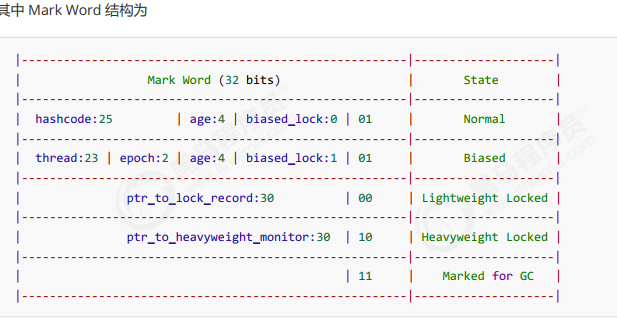 其中 Mark Word 结构为
|----------------------------------------------------|--------------------|
| Mark Word (32 bits) | State |
|----------------------------------------------------|--------------------|
| hashcode:25 | age:4 | biased_lock:0 | 01 | Normal |
|----------------------------------------------------|--------------------|
| thread:23 | epoch:2 | age:4 | biased_lock:1 | 01 | Biased |
|----------------------------------------------------|--------------------|
| ptr_to_lock_record:30 | 00 | Lightweight Locked |
|----------------------------------------------------|--------------------|
| ptr_to_heavyweight_monitor:30 | 10 | Heavyweight Locked |
|----------------------------------------------------|--------------------|
| | 11 | Marked for GC |
|----------------------------------------------------|--------------------|